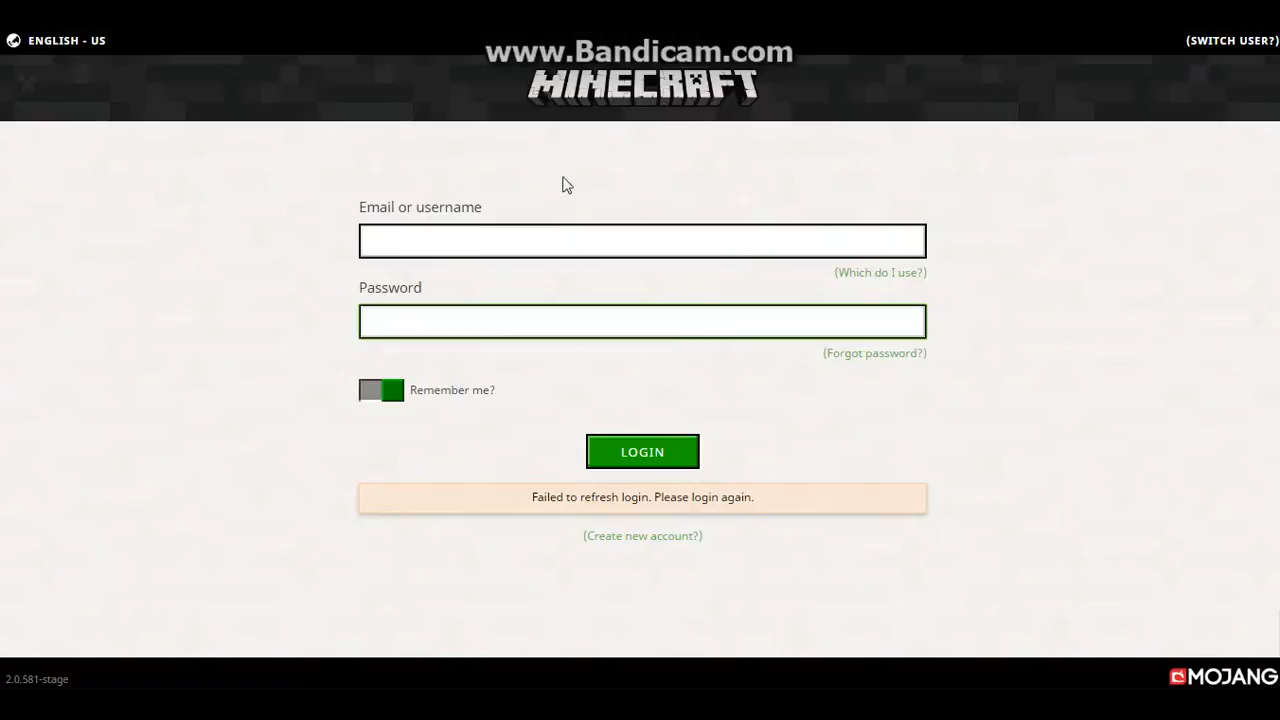 ENGLISH - US
www.Bandicam.com
(SWITCH USER?)
MINECRAFT
Email or username
(Which do I use?)
Password
(Forgot password?)
Remember me?
LOGIN
Failed to refresh login. Please login again.
(Create new account?)
2.0.581-stage
MOJANG